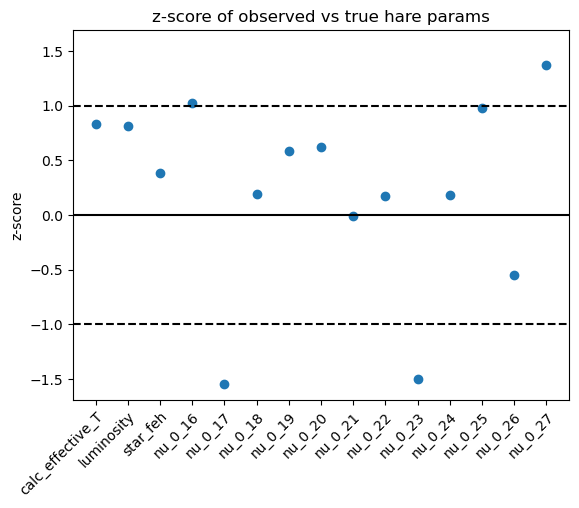 z-score of observed vs true hare params
z-score
1.5
1.0
0.5
0.0
−0.5
−1.0
−1.5
calc_effective_T
luminosity
star_feh
nu_0_16
nu_0_17
nu_0_18
nu_0_19
nu_0_20
nu_0_21
nu_0_22
nu_0_23
nu_0_24
nu_0_25
nu_0_26
nu_0_27